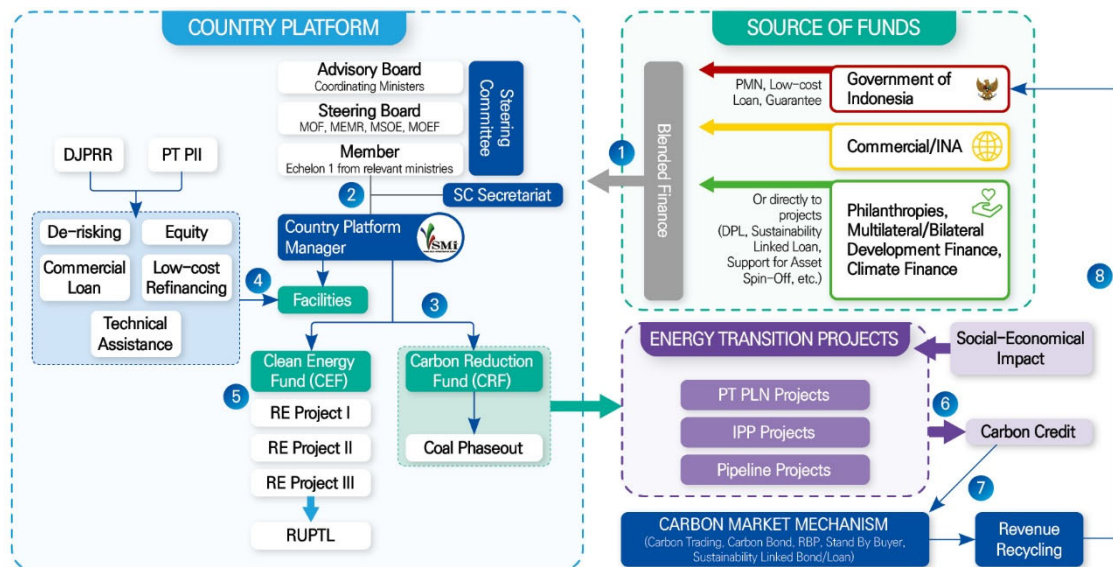 COUNTRY PLATFORM
Advisory Board
Coordinating Ministers
Steering Board
MOF, MEMR, MSOE, MOEF
Member
Echelon 1 from relevant ministries
Steering
Committee
DJPRR
PT PII
2
SC Secretariat
Country Platform
Manager
SMi
De-risking
Equity
Commercial
Loan
Low-cost
Refinancing
Technical
Assistance
4
Facilities
3
Clean Energy
Fund (CEF)
Carbon Reduction
Fund (CRF)
5
RE Project I
RE Project II
RE Project III
RUPTL
Coal Phaseout
SOURCE OF FUNDS
1
Blended Finance
PMN, Low-cost
Loan, Guarantee
Government of
Indonesia
Commercial/INA
Or directly to
projects
(DPL, Sustainability
Linked Loan,
Support for Asset
Spin-Off, etc.)
Philanthropies,
Multilateral/Bilateral
Development Finance,
Climate Finance
8
ENERGY TRANSITION PROJECTS
Social-Economical
Impact
PT PLN Projects
IPP Projects
Pipeline Projects
6
Carbon Credit
7
CARBON MARKET MECHANISM
(Carbon Trading, Carbon Bond, RBP, Stand By Buyer,
Sustainability Linked Bond/Loan)
Revenue
Recycling